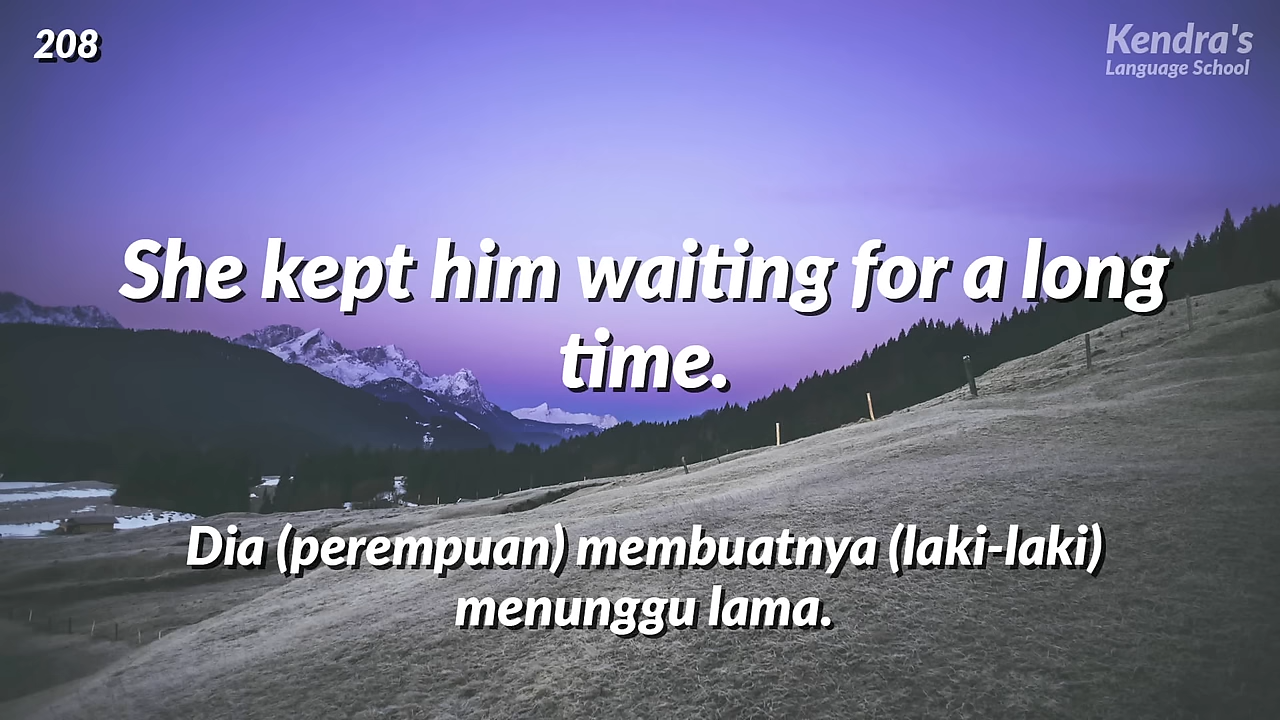 208
Kendra's
Language School
She kept him waiting for a long
time.
Dia (perempuan) membuatnya (laki-laki)
menunggu lama.